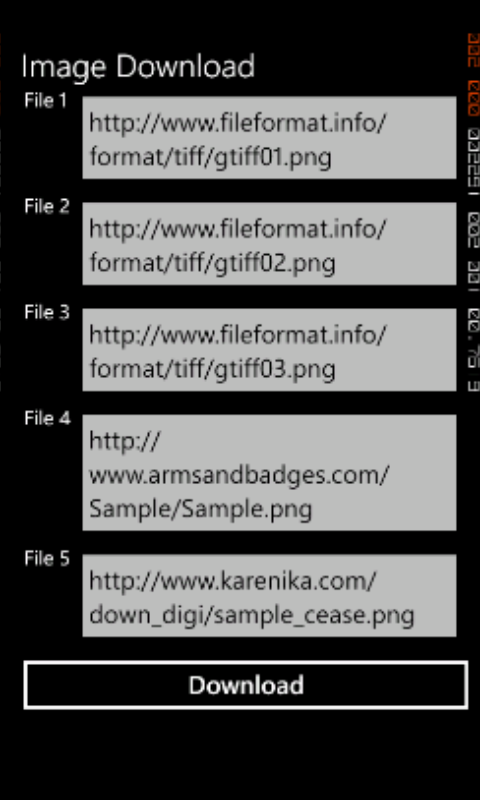 Image Download
File 1
http://www.fileformat.info/
format/tiff/gtiff01.png
File 2
http://www.fileformat.info/
format/tiff/gtiff02.png
File 3
http://www.fileformat.info/
format/tiff/gtiff03.png
File 4
http://
www.armsandbadges.com/
Sample/Sample.png
File 5
http://www.karenika.com/
down_digi/sample_cease.png
Download